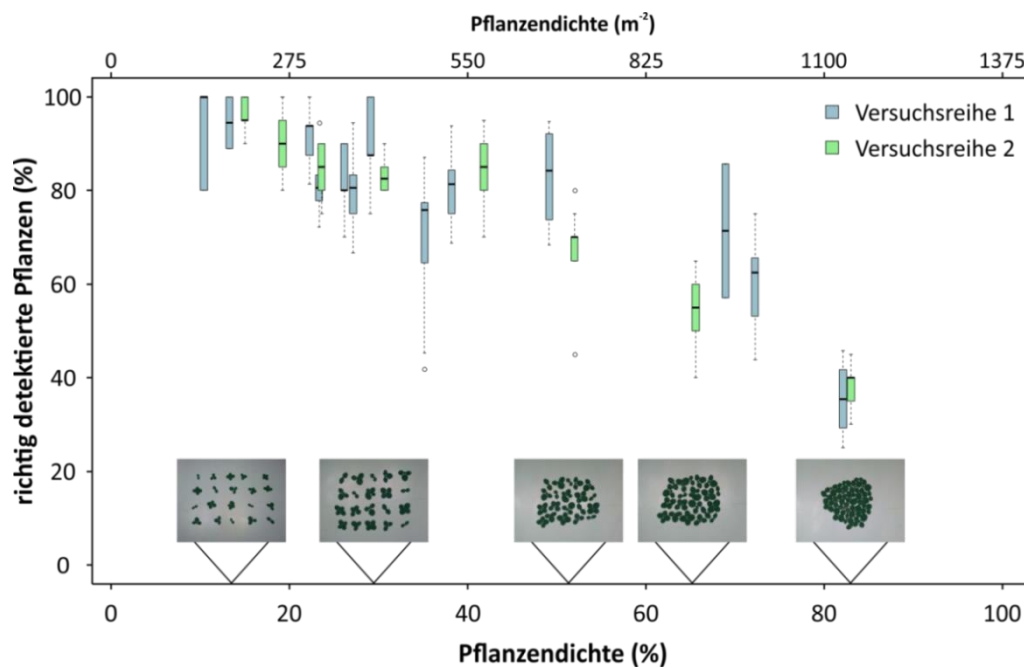 Pflanzendichte (m⁻²)
0 275 550 825 1100 1375
richtig detektierte Pflanzen (%)
100
80
60
40
20
0
Versuchsreihe 1
Versuchsreihe 2
0 20 40 60 80 100
Pflanzendichte (%)